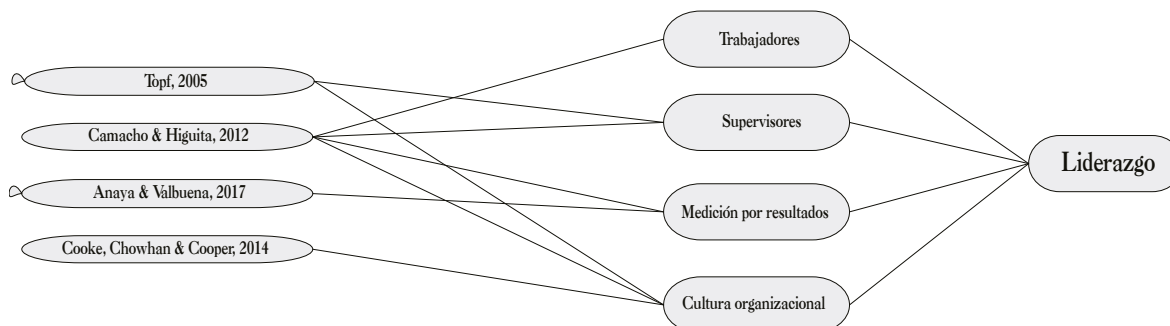 Topf, 2005
Camacho & Higuita, 2012
Anaya & Valbuena, 2017
Cooke, Chowhan & Cooper, 2014
Trabajadores
Supervisores
Medición por resultados
Cultura organizacional
Liderazgo